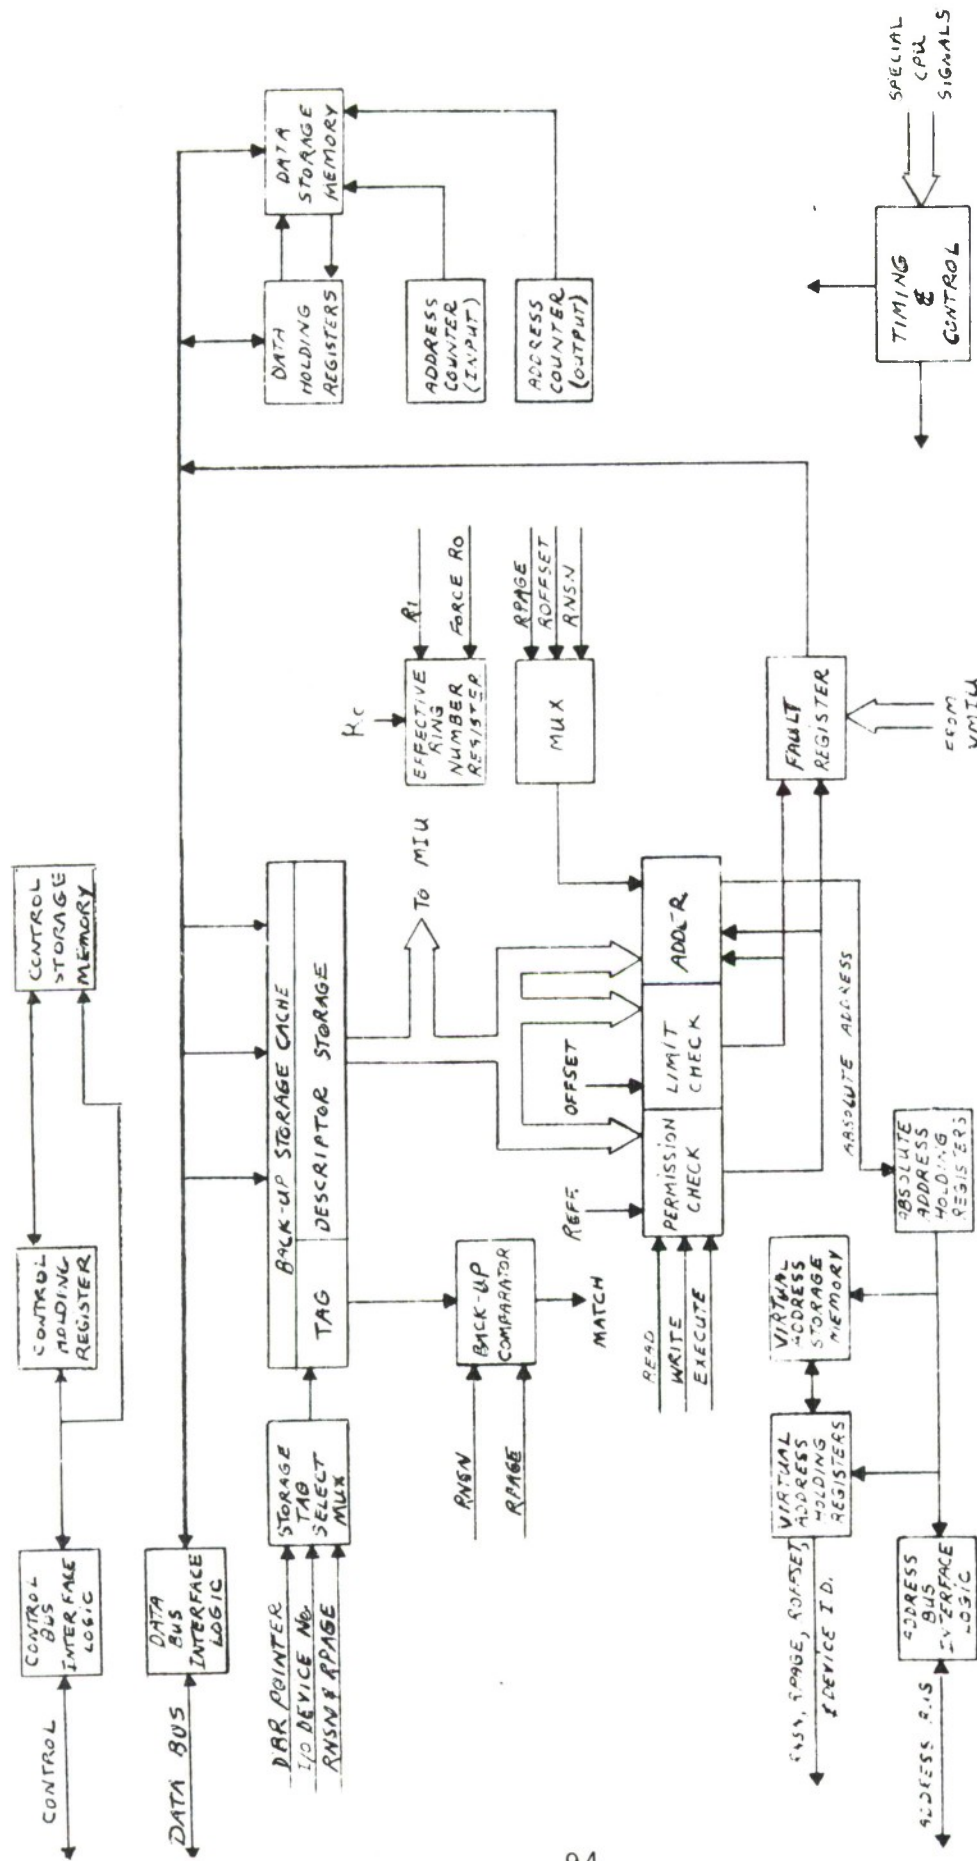 CONTROL
CONTROL
BUS
INTERFACE
LOGIC
CONTROL
HOLDING
REGISTER
CONTROL
STORAGE
MEMORY
DATA BUS
DATA
BUS
INTERFACE
LOGIC
DBR POINTER
I/O DEVICE No.
RNSN & RPAGE
STORAGE
TAG
SELECT
MUX
BACK-UP STORAGE CACHE
TAG
DESCRIPTOR STORAGE
DATA
HOLDING
REGISTERS
DATA
STORAGE
MEMORY
ADDRESS
COUNTER
(INPUT)
ADDRESS
COUNTER
(OUTPUT)
TO MIU
EFFECTIVE
RING
NUMBER
REGISTER
R1
FORCE R0
RNSN
RPAGE
BACK-UP
COMPARATOR
MATCH
MUX
RPAGE
ROFFSET
RNSN
REFF.
OFFSET
READ
WRITE
EXECUTE
PERMISSION
CHECK
LIMIT
CHECK
ADDER
FAULT
REGISTER
FROM
VMIU
ABSOLUTE ADDRESS
RPAGE, ROFFSET,
& DEVICE I.D.
VIRTUAL
ADDRESS
HOLDING
REGISTERS
VIRTUAL
ADDRESS
STORAGE
MEMORY
ABSOLUTE
ADDRESS
HOLDING
REGISTERS
ADDRESS
ADDRESS
BUS
INTERFACE
LOGIC
TIMING
&
CONTROL
SPECIAL
CPU
SIGNALS
94